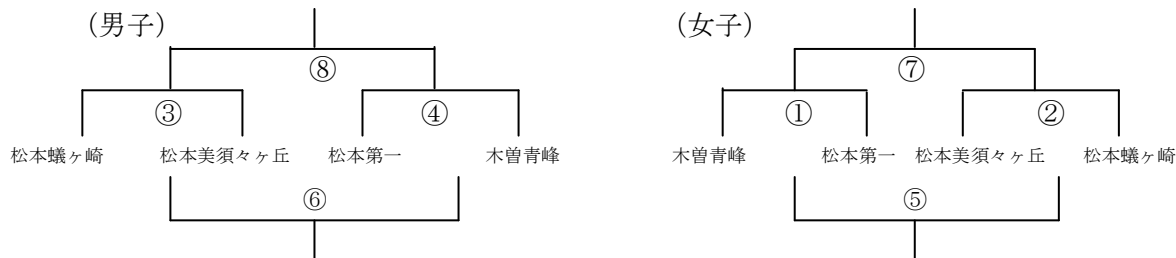 (男子)
⑧
③
④
松本蟻ヶ崎 松本美須々ヶ丘 松本第一 木曽青峰
⑥
(女子)
⑦
①
②
木曽青峰 松本第一 松本美須々ヶ丘 松本蟻ヶ崎
⑤